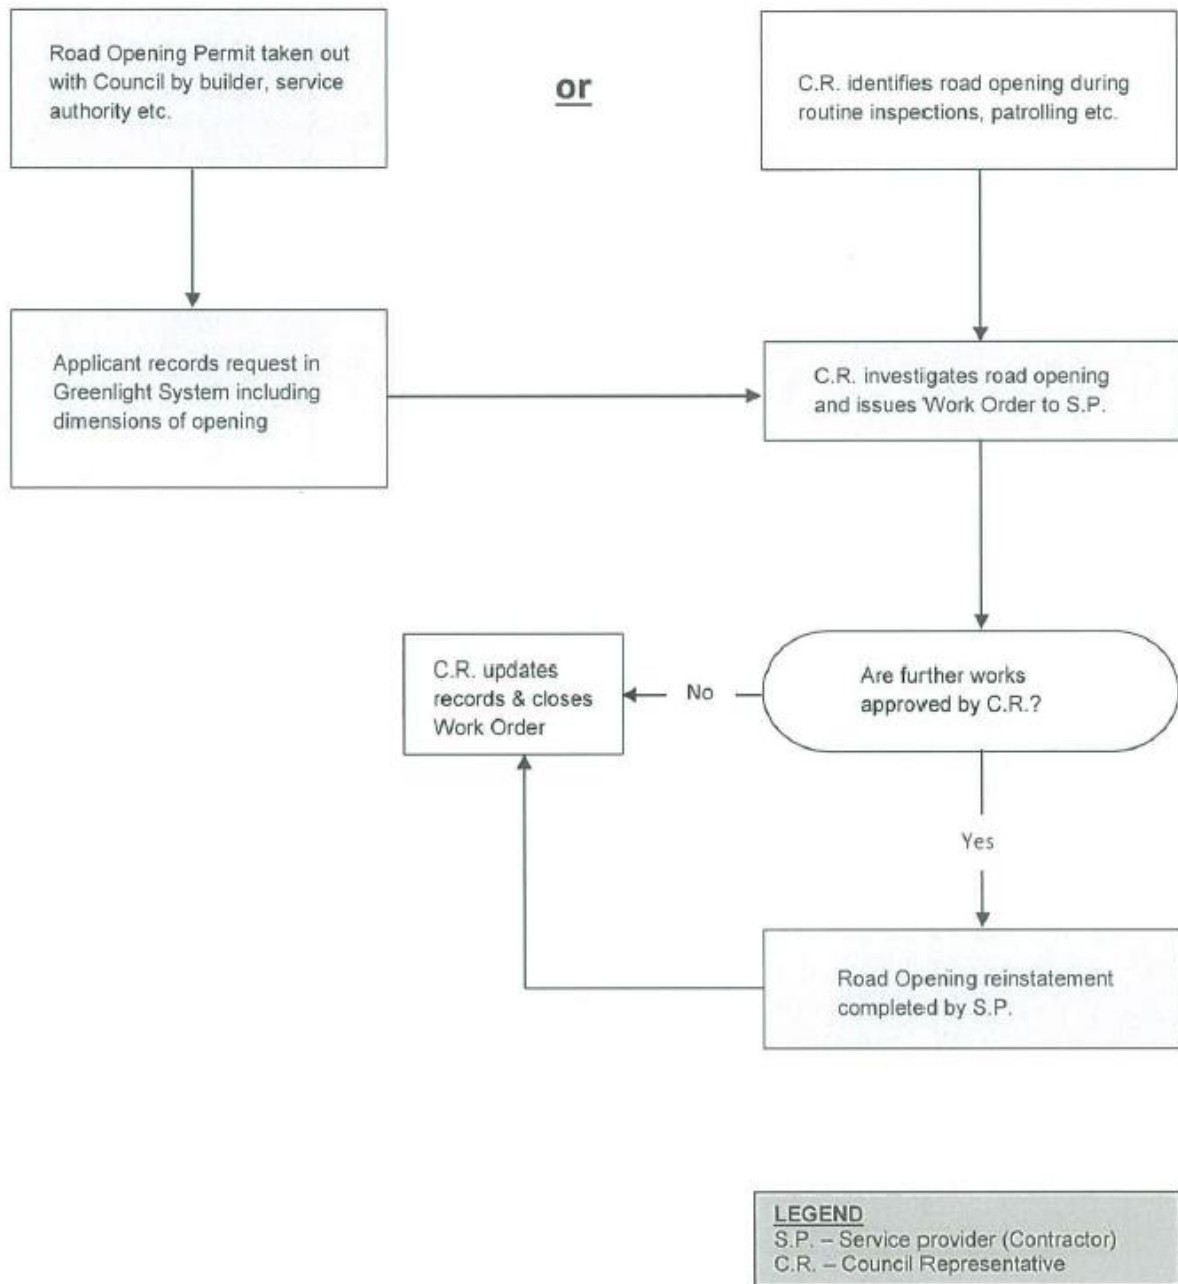 Road Opening Permit taken out
with Council by builder, service
authority etc.
or
C.R. identifies road opening during
routine inspections, patrolling etc.
Applicant records request in
Greenlight System including
dimensions of opening
C.R. investigates road opening
and issues Work Order to S.P.
C.R. updates
records & closes
Work Order
No
Are further works
approved by C.R.?
Yes
Road Opening reinstatement
completed by S.P.
LEGEND
S.P. – Service provider (Contractor)
C.R. – Council Representative